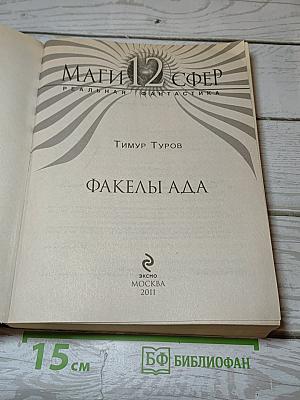 МАГИ 12 СФЕР
РЕАЛЬНАЯ ФАНТАСТИКА
ТИМУР ТУРОВ
ФАКЕЛЫ АДА
ЭКСМО
МОСКВА
2011
15 см
БФ БИБЛИОФАН